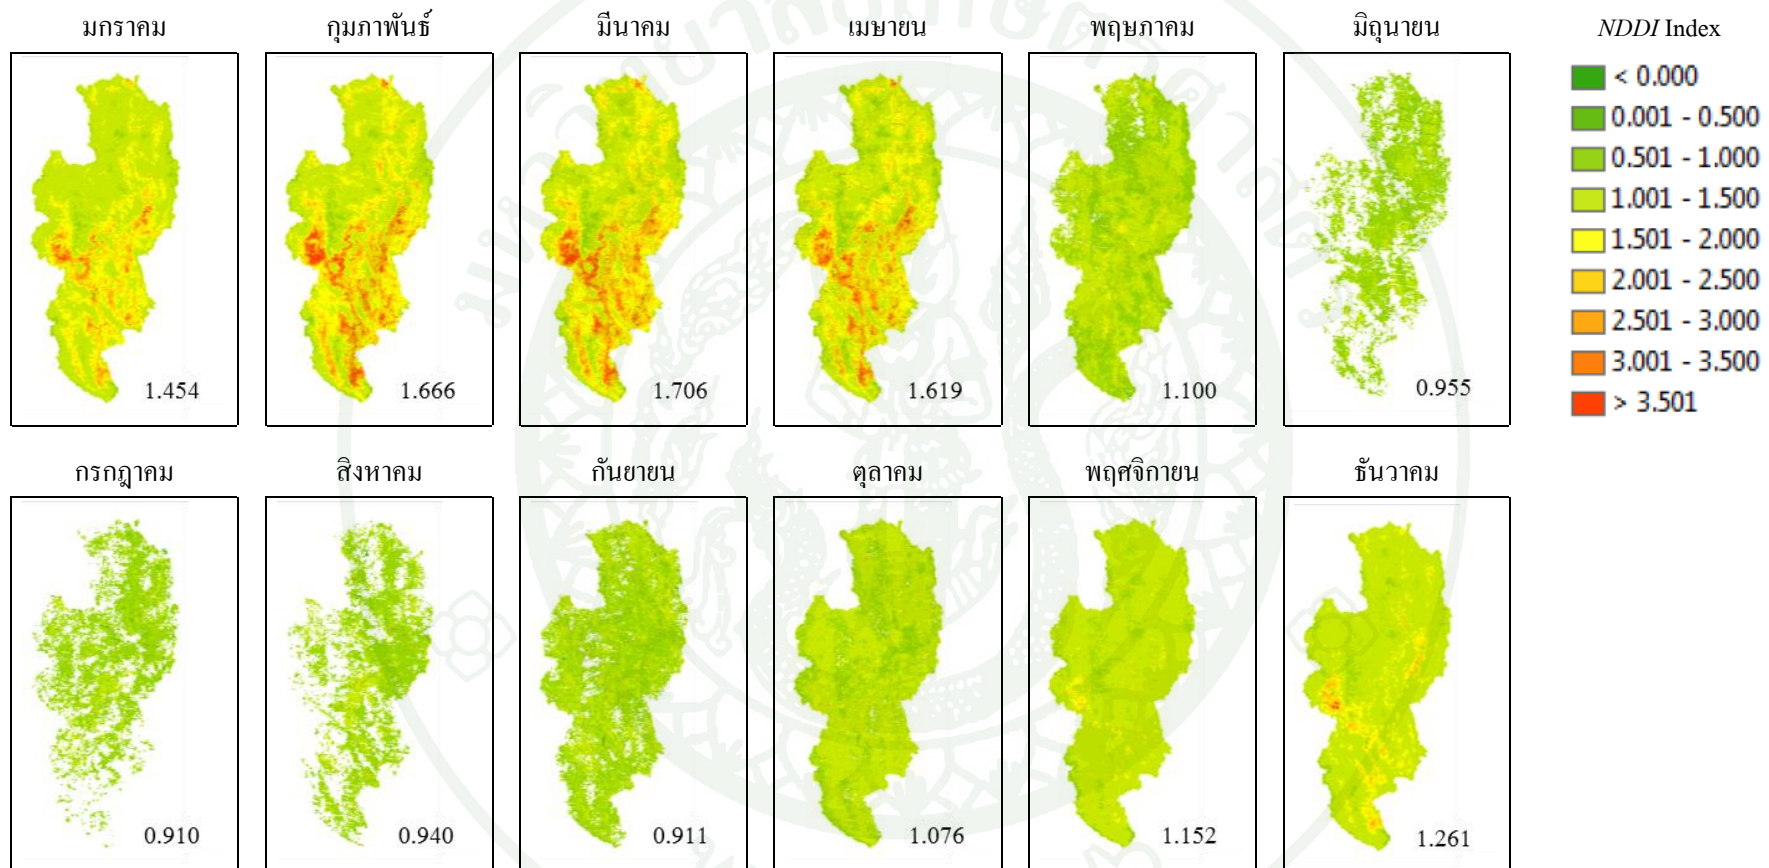 มกราคม กุมภาพันธ์ มีนาคม เมษายน พฤษภาคม มิถุนายน NDDI Index
< 0.000
0.001 - 0.500
0.501 - 1.000
1.001 - 1.500
1.501 - 2.000
2.001 - 2.500
2.501 - 3.000
3.001 - 3.500
> 3.501
1.454 1.666 1.706 1.619 1.100 0.955
กรกฎาคม สิงหาคม กันยายน ตุลาคม พฤศจิกายน ธันวาคม
0.910 0.940 0.911 1.076 1.152 1.261